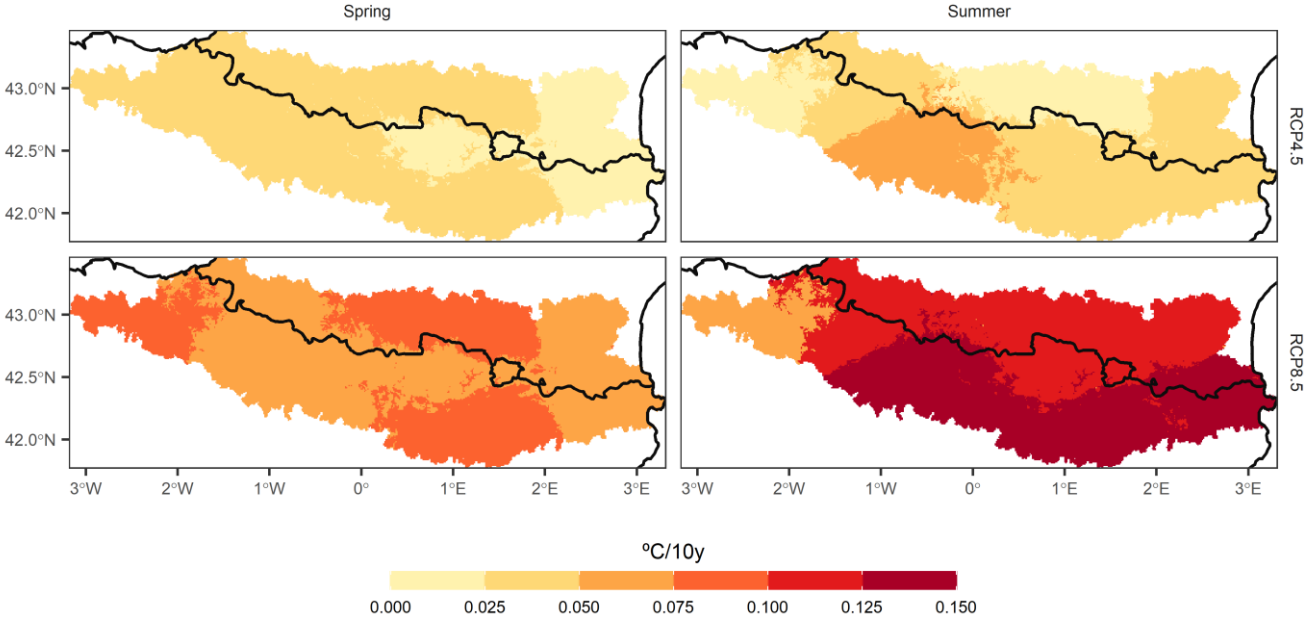 Spring Summer
43.0°N
42.5°N
42.0°N
RCP4.5
43.0°N
42.5°N
42.0°N
RCP8.5
3°W 2°W 1°W 0° 1°E 2°E 3°E 3°W 2°W 1°W 0° 1°E 2°E 3°E
ºC/10y
0.000 0.025 0.050 0.075 0.100 0.125 0.150